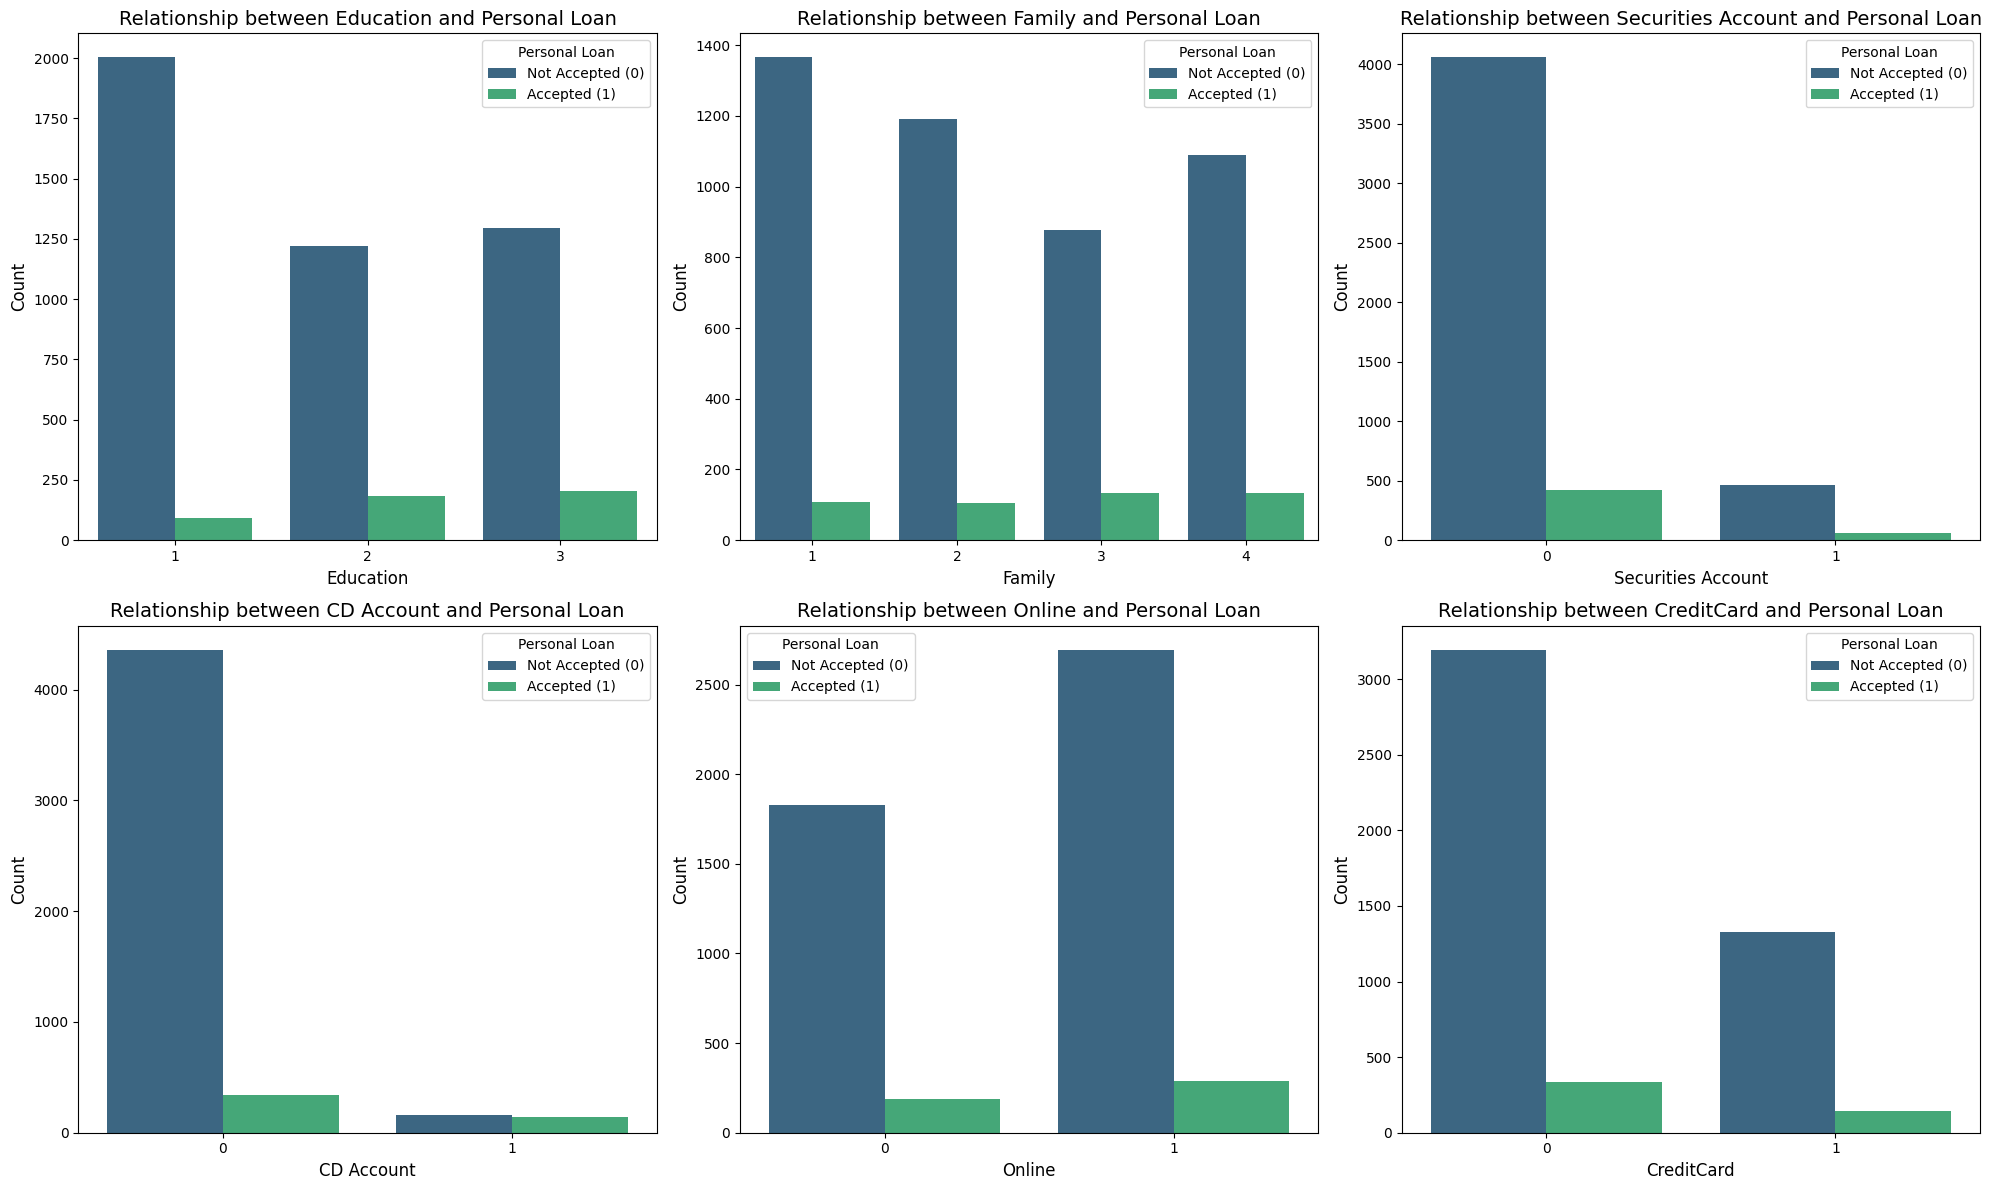 Relationship between Education and Personal Loan
Count
2000
1750
1500
1250
1000
750
500
250
0
Personal Loan
Not Accepted (0)
Accepted (1)
1 2 3
Education
Relationship between Family and Personal Loan
Count
1400
1200
1000
800
600
400
200
0
Personal Loan
Not Accepted (0)
Accepted (1)
1 2 3 4
Family
Relationship between Securities Account and Personal Loan
Count
4000
3500
3000
2500
2000
1500
1000
500
0
Personal Loan
Not Accepted (0)
Accepted (1)
0 1
Securities Account
Relationship between CD Account and Personal Loan
Count
4000
3000
2000
1000
0
Personal Loan
Not Accepted (0)
Accepted (1)
0 1
CD Account
Relationship between Online and Personal Loan
Count
2500
2000
1500
1000
500
0
Personal Loan
Not Accepted (0)
Accepted (1)
0 1
Online
Relationship between CreditCard and Personal Loan
Count
3000
2500
2000
1500
1000
500
0
Personal Loan
Not Accepted (0)
Accepted (1)
0 1
CreditCard